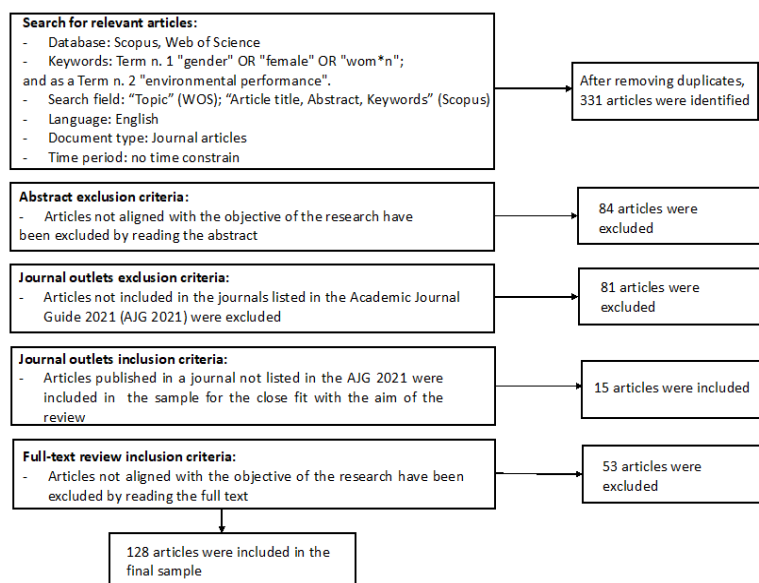 Search for relevant articles:
- Database: Scopus, Web of Science
- Keywords: Term n. 1 "gender" OR "female" OR "wom*n";
and as a Term n. 2 "environmental performance".
- Search field: “Topic” (WOS); “Article title, Abstract, Keywords” (Scopus)
- Language: English
- Document type: Journal articles
- Time period: no time constrain
After removing duplicates,
331 articles were identified
Abstract exclusion criteria:
- Articles not aligned with the objective of the research have
been excluded by reading the abstract
84 articles were
excluded
Journal outlets exclusion criteria:
- Articles not included in the journals listed in the Academic Journal
Guide 2021 (AJG 2021) were excluded
81 articles were
excluded
Journal outlets inclusion criteria:
- Articles published in a journal not listed in the AJG 2021 were
included in the sample for the close fit with the aim of the
review
15 articles were included
Full-text review inclusion criteria:
- Articles not aligned with the objective of the research have been
excluded by reading the full text
53 articles were
excluded
128 articles were included in the
final sample